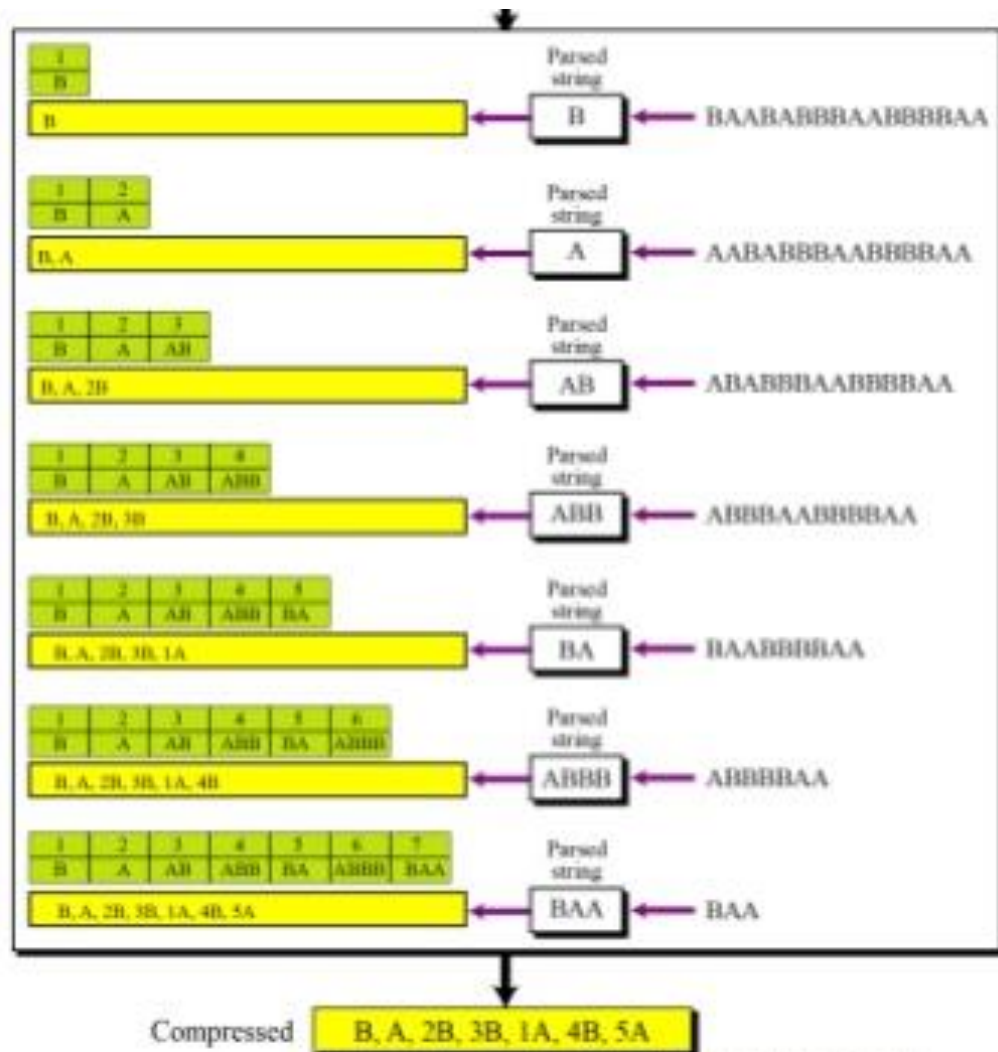 1
B
Parsed
string
B
B
BAABABBBAABBBBAA
1 2
B A
Parsed
string
B, A
A
AABABBBAABBBBAA
1 2 3
B A AB
Parsed
string
B, A, 2B
AB
ABABBBAABBBBAA
1 2 3 4
B A AB ABB
Parsed
string
B, A, 2B, 3B
ABB
ABBBAABBBBAA
1 2 3 4 5
B A AB ABB BA
Parsed
string
B, A, 2B, 3B, 1A
BA
BAABBBBAA
1 2 3 4 5 6
B A AB ABB BA ABBB
Parsed
string
B, A, 2B, 3B, 1A, 4B
ABBB
ABBBBAA
1 2 3 4 5 6 7
B A AB ABB BA ABBB BAA
Parsed
string
B, A, 2B, 3B, 1A, 4B, 5A
BAA
BAA
Compressed B, A, 2B, 3B, 1A, 4B, 5A